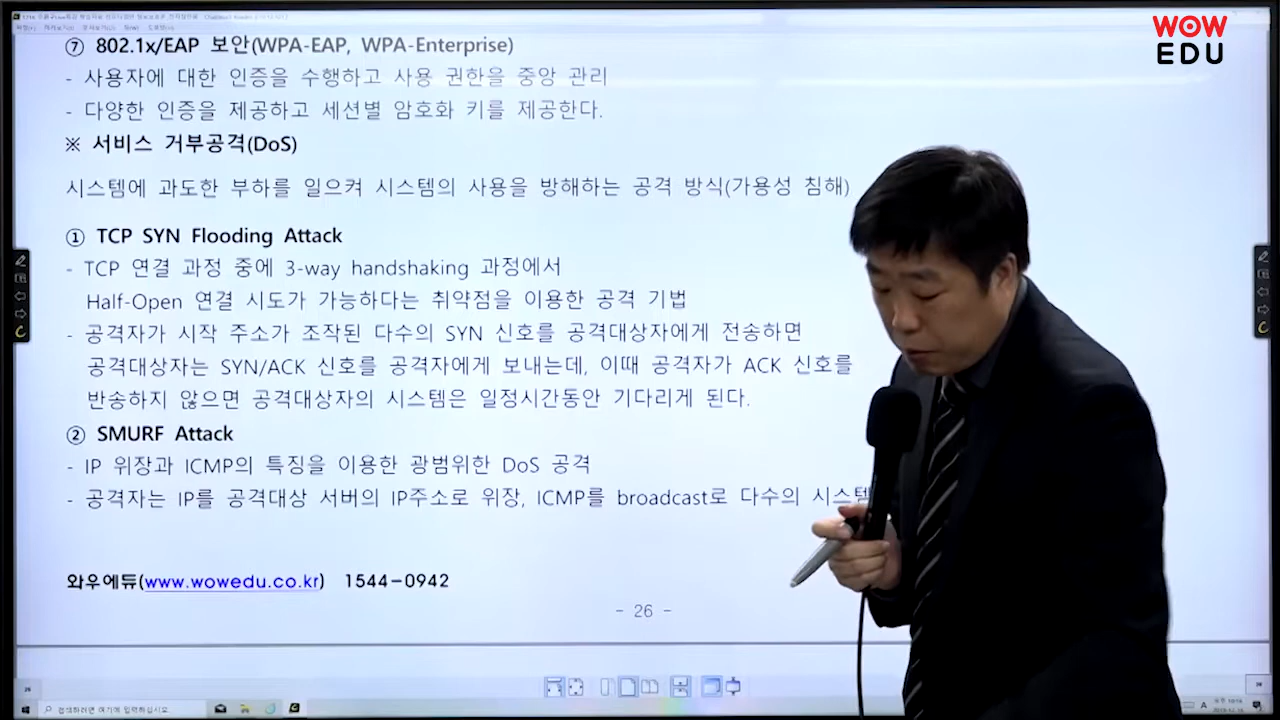 WOW
EDU
⑦ 802.1x/EAP 보안(WPA-EAP, WPA-Enterprise)
- 사용자에 대한 인증을 수행하고 사용 권한을 중앙 관리
- 다양한 인증을 제공하고 세션별 암호화 키를 제공한다.
※ 서비스 거부공격(DoS)
시스템에 과도한 부하를 일으켜 시스템의 사용을 방해하는 공격 방식(가용성 침해)
① TCP SYN Flooding Attack
- TCP 연결 과정 중에 3-way handshaking 과정에서
Half-Open 연결 시도가 가능하다는 취약점을 이용한 공격 기법
- 공격자가 시작 주소가 조작된 다수의 SYN 신호를 공격대상자에게 전송하면
공격대상자는 SYN/ACK 신호를 공격자에게 보내는데, 이때 공격자가 ACK 신호를
반송하지 않으면 공격대상자의 시스템은 일정시간동안 기다리게 된다.
② SMURF Attack
- IP 위장과 ICMP의 특징을 이용한 광범위한 DoS 공격
- 공격자는 IP를 공격대상 서버의 IP주소로 위장, ICMP를 broadcast로 다수의 시스템
와우에듀(www.wowedu.co.kr) 1544-0942
- 26 -
검색하려면 여기에 입력하십시오.